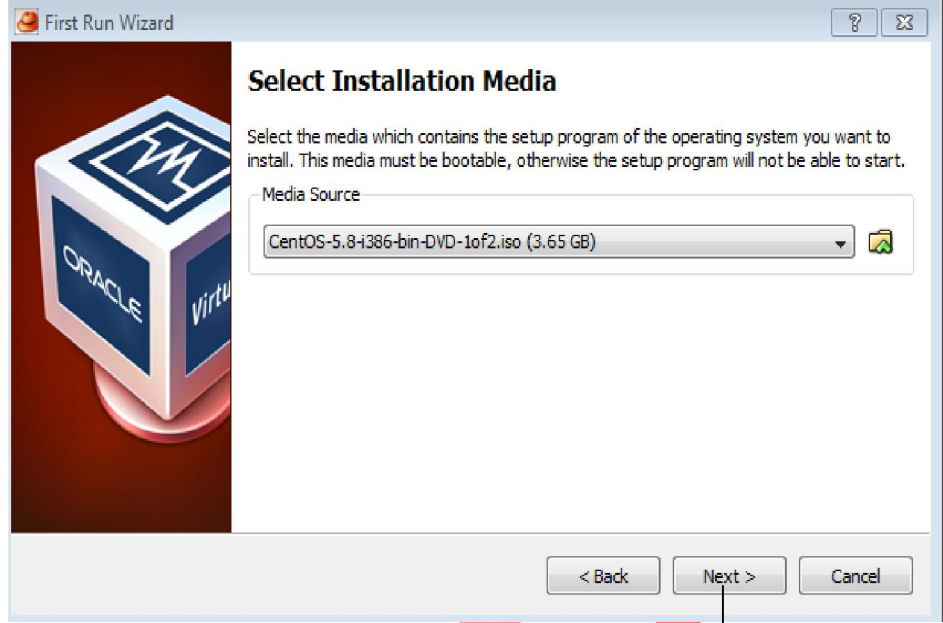 First Run Wizard
Select Installation Media
Select the media which contains the setup program of the operating system you want to
install. This media must be bootable, otherwise the setup program will not be able to start.
Media Source
CentOS-5.8-i386-bin-DVD-1of2.iso (3.65 GB)
ORACLE
Virtu
< Back
Next >
Cancel